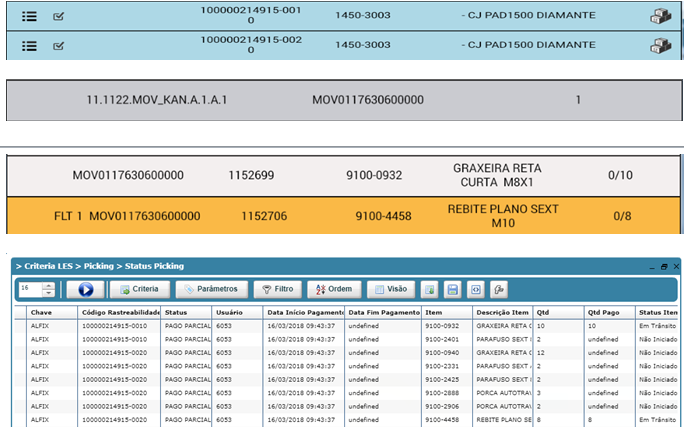 100000214915-001
0
1450-3003
- CJ PAD1500 DIAMANTE
100000214915-002
0
1450-3003
- CJ PAD1500 DIAMANTE
11.1122.MOV_KAN.A.1.A.1 MOV0117630600000 1
MOV0117630600000 1152699 9100-0932 GRAXEIRA RETA CURTA M8X1 0/10
FLT 1 MOV0117630600000 1152706 9100-4458 REBITE PLANO SEXT M10 0/8
> Criteria LES > Picking > Status Picking
16 Criteria Parâmetros Filtro Ordem Visão
Chave Código Rastreabilidade Status Usuário Data Início Pagamento Data Fim Pagamento Item Descrição Item Qtd Qtd Pago Status Item
ALFIX 100000214915-0010 PAGO PARCIAL 6053 16/03/2018 09:43:37 undefined 9100-0932 GRAXEIRA RETA C 10 10 Em Trânsito
ALFIX 100000214915-0010 PAGO PARCIAL 6053 16/03/2018 09:43:37 undefined 9100-2401 PARAFUSO SEXT 2 undefined Não Iniciado
ALFIX 100000214915-0020 PAGO PARCIAL 6053 16/03/2018 09:43:37 undefined 9100-0940 GRAXEIRA RETA C 12 undefined Não Iniciado
ALFIX 100000214915-0020 PAGO PARCIAL 6053 16/03/2018 09:43:37 undefined 9100-2331 PARAFUSO SEXT 2 undefined Não Iniciado
ALFIX 100000214915-0020 PAGO PARCIAL 6053 16/03/2018 09:43:37 undefined 9100-2425 PARAFUSO SEXT 2 undefined Não Iniciado
ALFIX 100000214915-0020 PAGO PARCIAL 6053 16/03/2018 09:43:37 undefined 9100-2888 PORCA AUTOTRA 3 undefined Não Iniciado
ALFIX 100000214915-0020 PAGO PARCIAL 6053 16/03/2018 09:43:37 undefined 9100-2906 PORCA AUTOTRA 2 undefined Não Iniciado
ALFIX 100000214915-0020 PAGO PARCIAL 6053 16/03/2018 09:43:37 undefined 9100-4458 REBITE PLANO SE 8 8 Em Trânsito